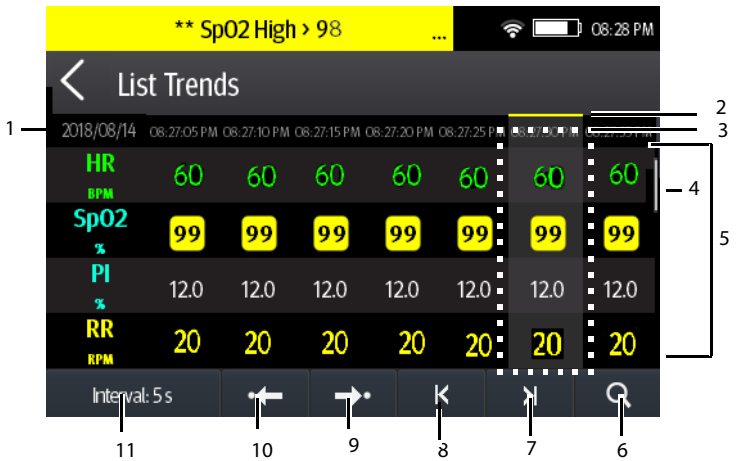 ** SpO2 High > 98 ... 08:28 PM
List Trends
1
2
3
2018/08/14 08:27:05 PM 08:27:10 PM 08:27:15 PM 08:27:20 PM 08:27:25 PM
HR 60 60 60 60 60 60 60
BPM
4
SpO2 99 99 99 99 99 99 99
%
5
PI 12.0 12.0 12.0 12.0 12.0 12.0 12.0
%
RR 20 20 20 20 20 20 20
RPM
Interval: 5 s
11
10
9
8
7
6